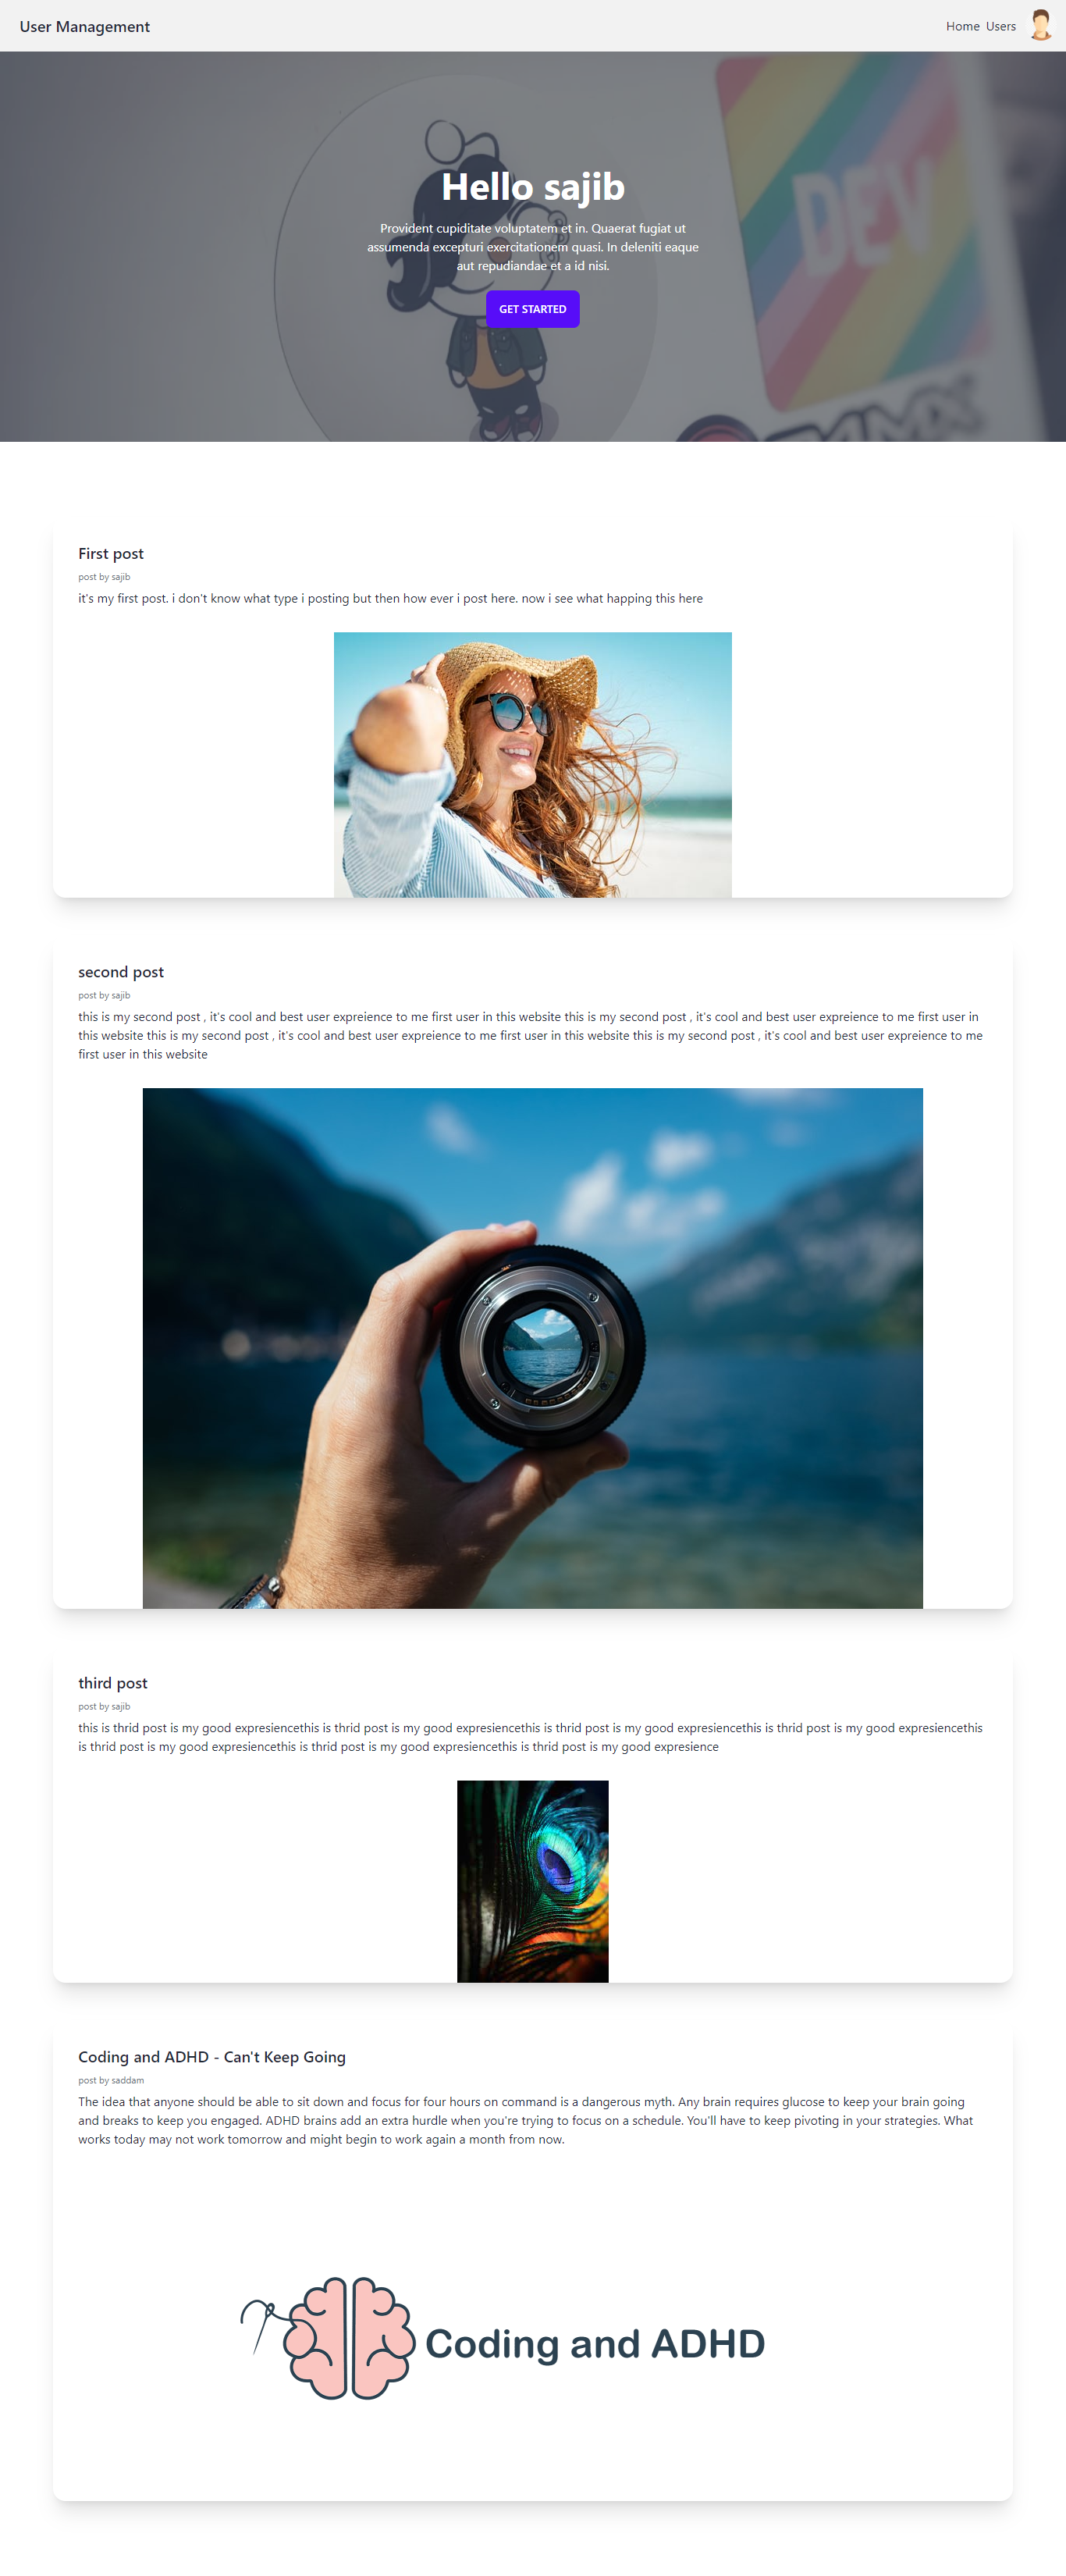 User Management
Home Users
DEV
Hello sajib
Provident cupiditate voluptatem et in. Quaerat fugiat ut
assumenda excepturi exercitationem quasi. In deleniti eaque
aut repudiandae et a id nisi.
GET STARTED
First post
post by sajib
it's my first post. i don't know what type i posting but then how ever i post here. now i see what happing this here
second post
post by sajib
this is my second post , it's cool and best user expreience to me first user in this website this is my second post , it's cool and best user expreience to me first user in
this website this is my second post , it's cool and best user expreience to me first user in this website this is my second post , it's cool and best user expreience to me
first user in this website
third post
post by sajib
this is thrid post is my good expresiencethis is thrid post is my good expresiencethis is thrid post is my good expresiencethis is thrid post is my good expresiencethis
is thrid post is my good expresiencethis is thrid post is my good expresiencethis is thrid post is my good expresience
Coding and ADHD - Can't Keep Going
post by saddam
The idea that anyone should be able to sit down and focus for four hours on command is a dangerous myth. Any brain requires glucose to keep your brain going
and breaks to keep you engaged. ADHD brains add an extra hurdle when you're trying to focus on a schedule. You'll have to keep pivoting in your strategies. What
works today may not work tomorrow and might begin to work again a month from now.
Coding and ADHD